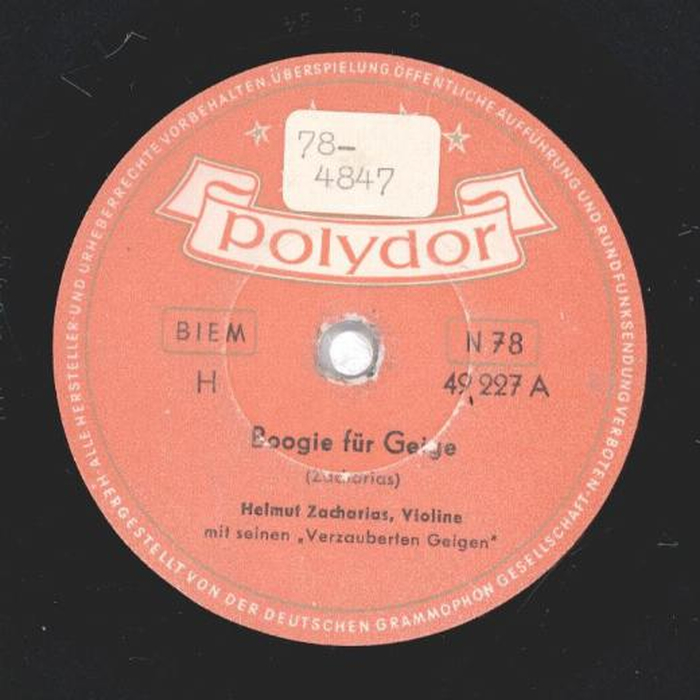 ALLE HERSTELLER-UND URHEBERRECHTE VORBEHALTEN. ÜBERSPIELUNG. ÖFFENTLICHE AUFFÜHRUNG UND RUNDFUNKSENDUNG VERBOTEN
78-
4847
polydor
BIEM
N 78
H
49 227 A
Boogie für Geige
(Zacharias)
Helmut Zacharias, Violine
mit seinen „Verzauberten Geigen"
HERGESTELLT VON DER DEUTSCHEN GRAMMOPHON GESELLSCHAFT